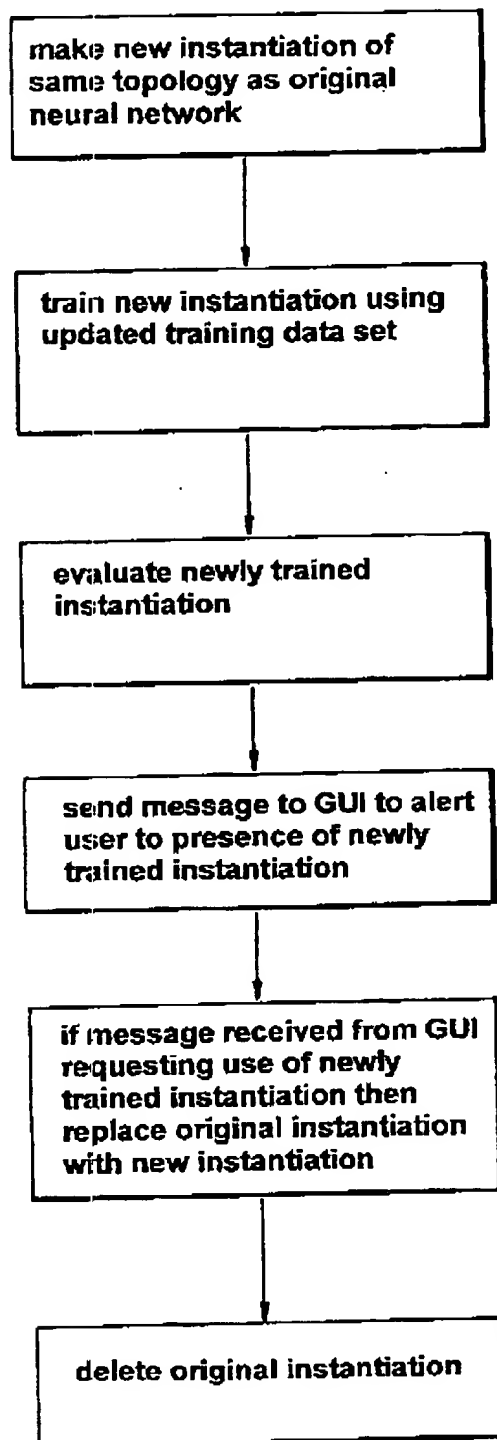 make new instantiation of
same topology as original
neural network
train new instantiation using
updated training data set
evaluate newly trained
instantiation
send message to GUI to alert
user to presence of newly
trained instantiation
if message received from GUI
requesting use of newly
trained instantiation then
replace original instantiation
with new instantiation
delete original instantiation